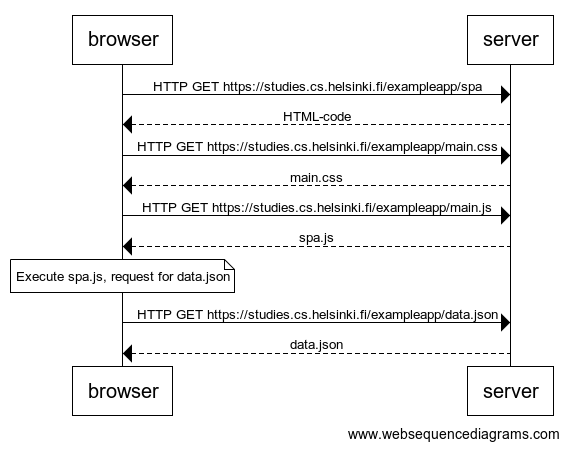 browser
server
HTTP GET https://studies.cs.helsinki.fi/exampleapp/spa
HTML-code
HTTP GET https://studies.cs.helsinki.fi/exampleapp/main.css
main.css
HTTP GET https://studies.cs.helsinki.fi/exampleapp/main.js
spa.js
Execute spa.js, request for data.json
HTTP GET https://studies.cs.helsinki.fi/exampleapp/data.json
data.json
browser
server
www.websequencediagrams.com